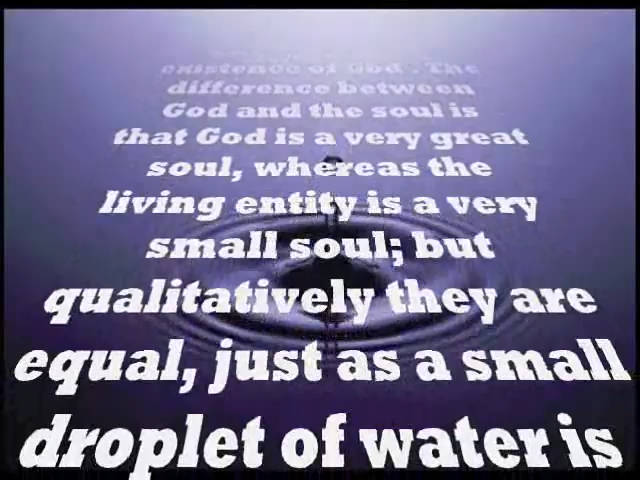 existence of God . The
difference between
God and the soul is
that God is a very great
soul, whereas the
living entity is a very
small soul; but
qualitatively they are
equal, just as a small
droplet of water is